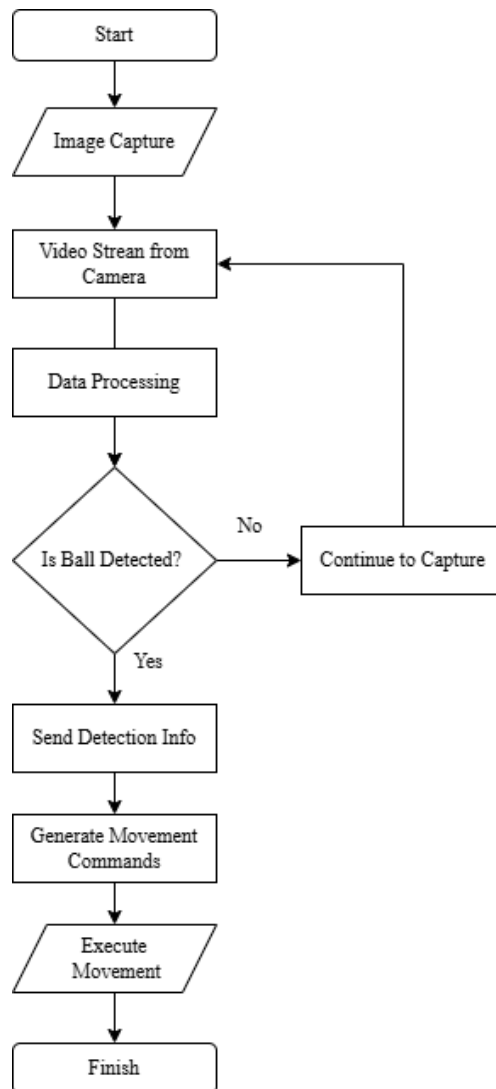 Start
Image Capture
Video Strean from
Camera
Data Processing
Is Ball Detected?
No
Continue to Capture
Yes
Send Detection Info
Generate Movement
Commands
Execute
Movement
Finish